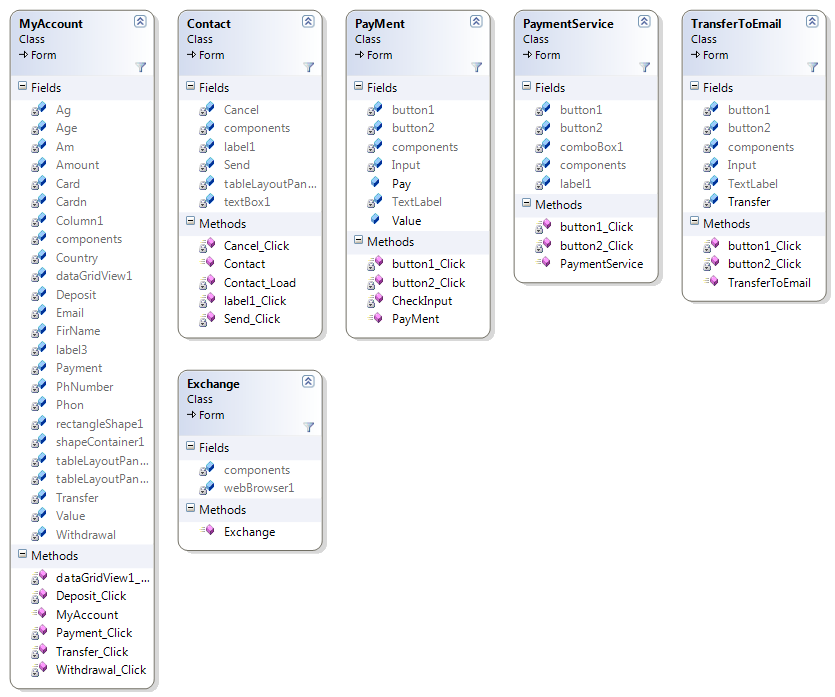 MyAccount
Class
Form
Fields
Ag
Age
Am
Amount
Card
Cardn
Column1
components
Country
dataGridView1
Deposit
Email
FirName
label3
Payment
PhNumber
Phon
rectangleShape1
shapeContainer1
tableLayoutPan...
tableLayoutPan...
Transfer
Value
Withdrawal
Methods
dataGridView1_...
Deposit_Click
MyAccount
Payment_Click
Transfer_Click
Withdrawal_Click
Contact
Class
Form
Fields
Cancel
components
label1
Send
tableLayoutPan...
textBox1
Methods
Cancel_Click
Contact
Contact_Load
label1_Click
Send_Click
PayMent
Class
Form
Fields
button1
button2
components
Input
Pay
TextLabel
Value
Methods
button1_Click
button2_Click
CheckInput
PayMent
PaymentService
Class
Form
Fields
button1
button2
comboBox1
components
label1
Methods
button1_Click
button2_Click
PaymentService
TransferToEmail
Class
Form
Fields
button1
button2
components
Input
TextLabel
Transfer
Methods
button1_Click
button2_Click
TransferToEmail
Exchange
Class
Form
Fields
components
webBrowser1
Methods
Exchange